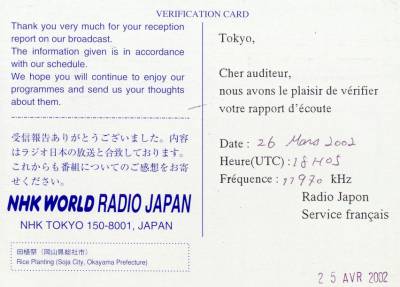 VERIFICATION CARD
Thank you very much for your reception
report on our broadcast.
The information given is in accordance
with our schedule.
We hope you will continue to enjoy our
programmes and send us your thoughts
about them.
受信報告ありがとうございました。内容
はラジオ日本の放送と合致しております。
これからも番組についてのご感想をお寄
せください。
NHK WORLD RADIO JAPAN
NHK TOKYO 150-8001, JAPAN
田植祭(岡山県総社市)
Rice Planting (Soja City, Okayama Prefecture)
Tokyo,
Cher auditeur,
nous avons le plaisir de vérifier
votre rapport d'écoute
Date : 26 Mars 2002
Heure(UTC) : 18H05
Fréquence : 11970 kHz
Radio Japon
Service français
25 AVR 2002